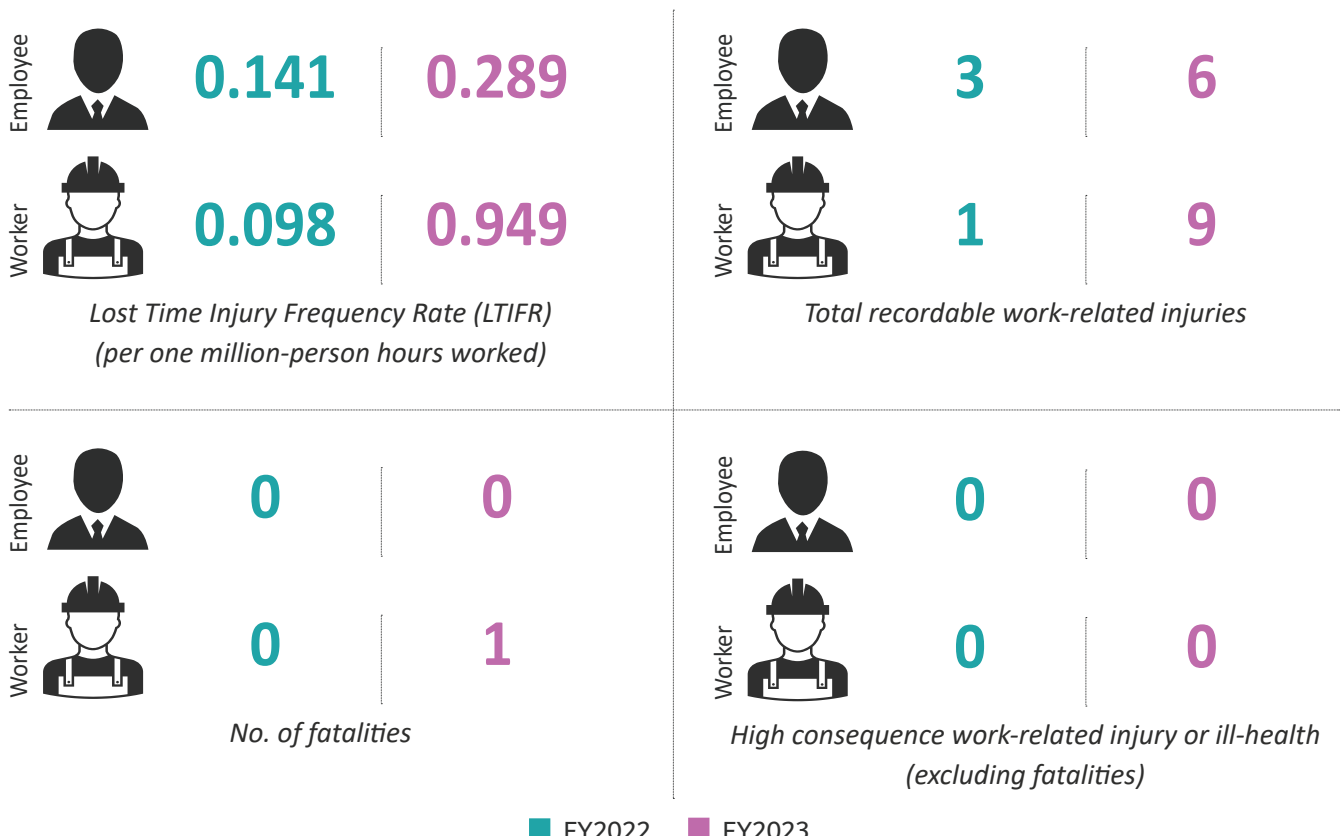 Employee
0.141 0.289
Worker
0.098 0.949
Lost Time Injury Frequency Rate (LTIFR)
(per one million-person hours worked)
Employee
3 6
Worker
1 9
Total recordable work-related injuries
Employee
0 0
Worker
0 1
No. of fatalities
Employee
0 0
Worker
0 0
High consequence work-related injury or ill-health
(excluding fatalities)
FY2022 FY2023